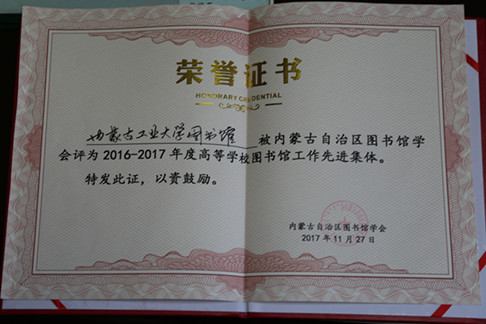 荣誉证书
HONORARY CREDENTIAL
内蒙古工业大学图书馆 被内蒙古自治区图书馆学
会评为2016-2017年度高等学校图书馆工作先进集体。
特发此证，以资鼓励。
内蒙古自治区图书馆学会
2017年11月27日